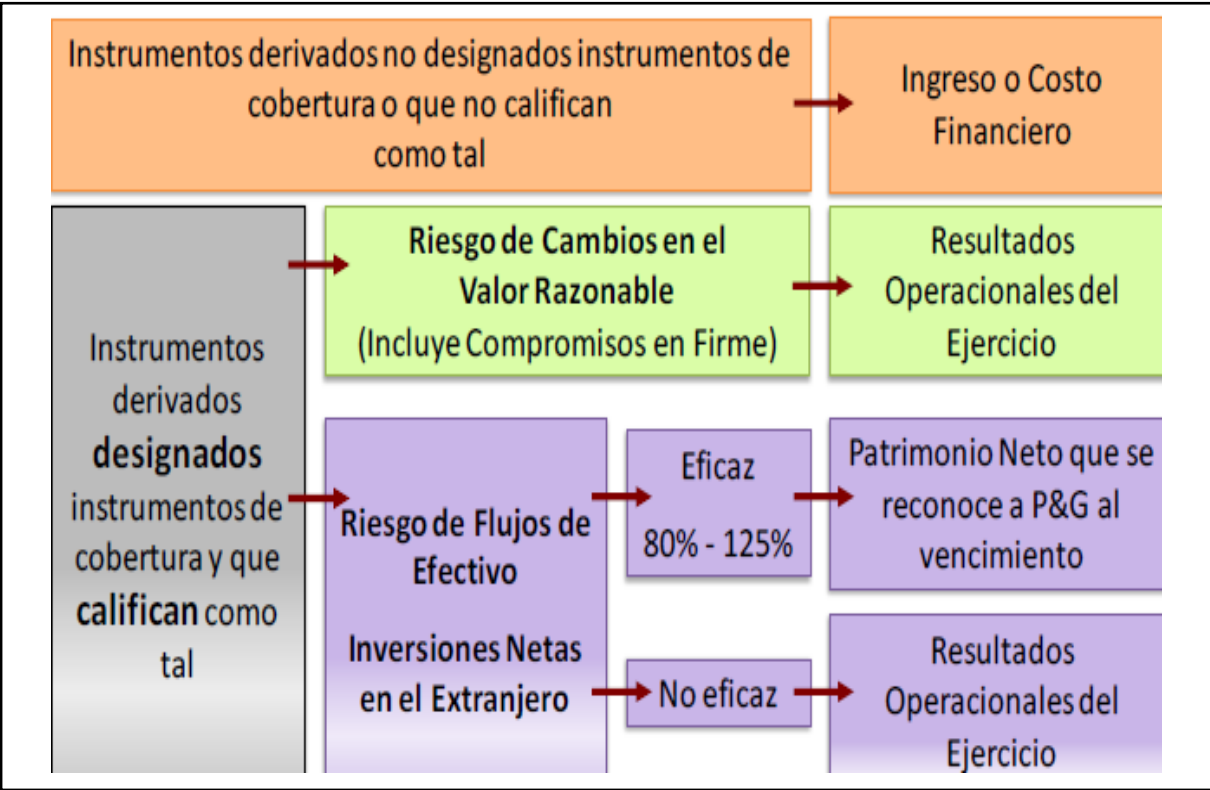 Instrumentos derivados no designados instrumentos de
cobertura o que no califican
como tal
Ingreso o Costo
Financiero
Instrumentos
derivados
designados
instrumentos de
cobertura y que
califican como
tal
Riesgo de Cambios en el
Valor Razonable
(Incluye Compromisos en Firme)
Resultados
Operacionales del
Ejercicio
Riesgo de Flujos de
Efectivo
Inversiones Netas
en el Extranjero
Eficaz
80% - 125%
Patrimonio Neto que se
reconoce a P&G al
vencimiento
No eficaz
Resultados
Operacionales del
Ejercicio